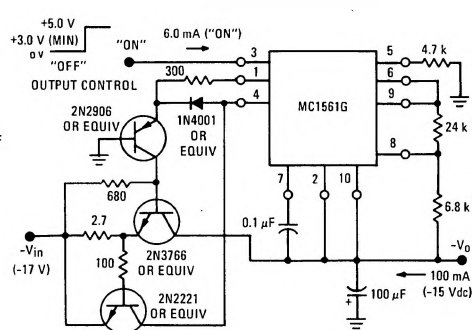 +5.0 V
+3.0 V (MIN)
0 V
"OFF"
"ON"
6.0 mA ("ON")
OUTPUT CONTROL
300
3
1
4
MC1561G
5
6
9
8
4.7 k
24 k
6.8 k
2N2906
OR EQUIV
1N4001
OR
EQUIV
680
7
2
10
0.1 μF
−Vin
(-17 V)
2.7
2N3766
OR EQUIV
100
2N2221
OR EQUIV
100 μF
+
−Vo
100 mA
(-15 Vdc)